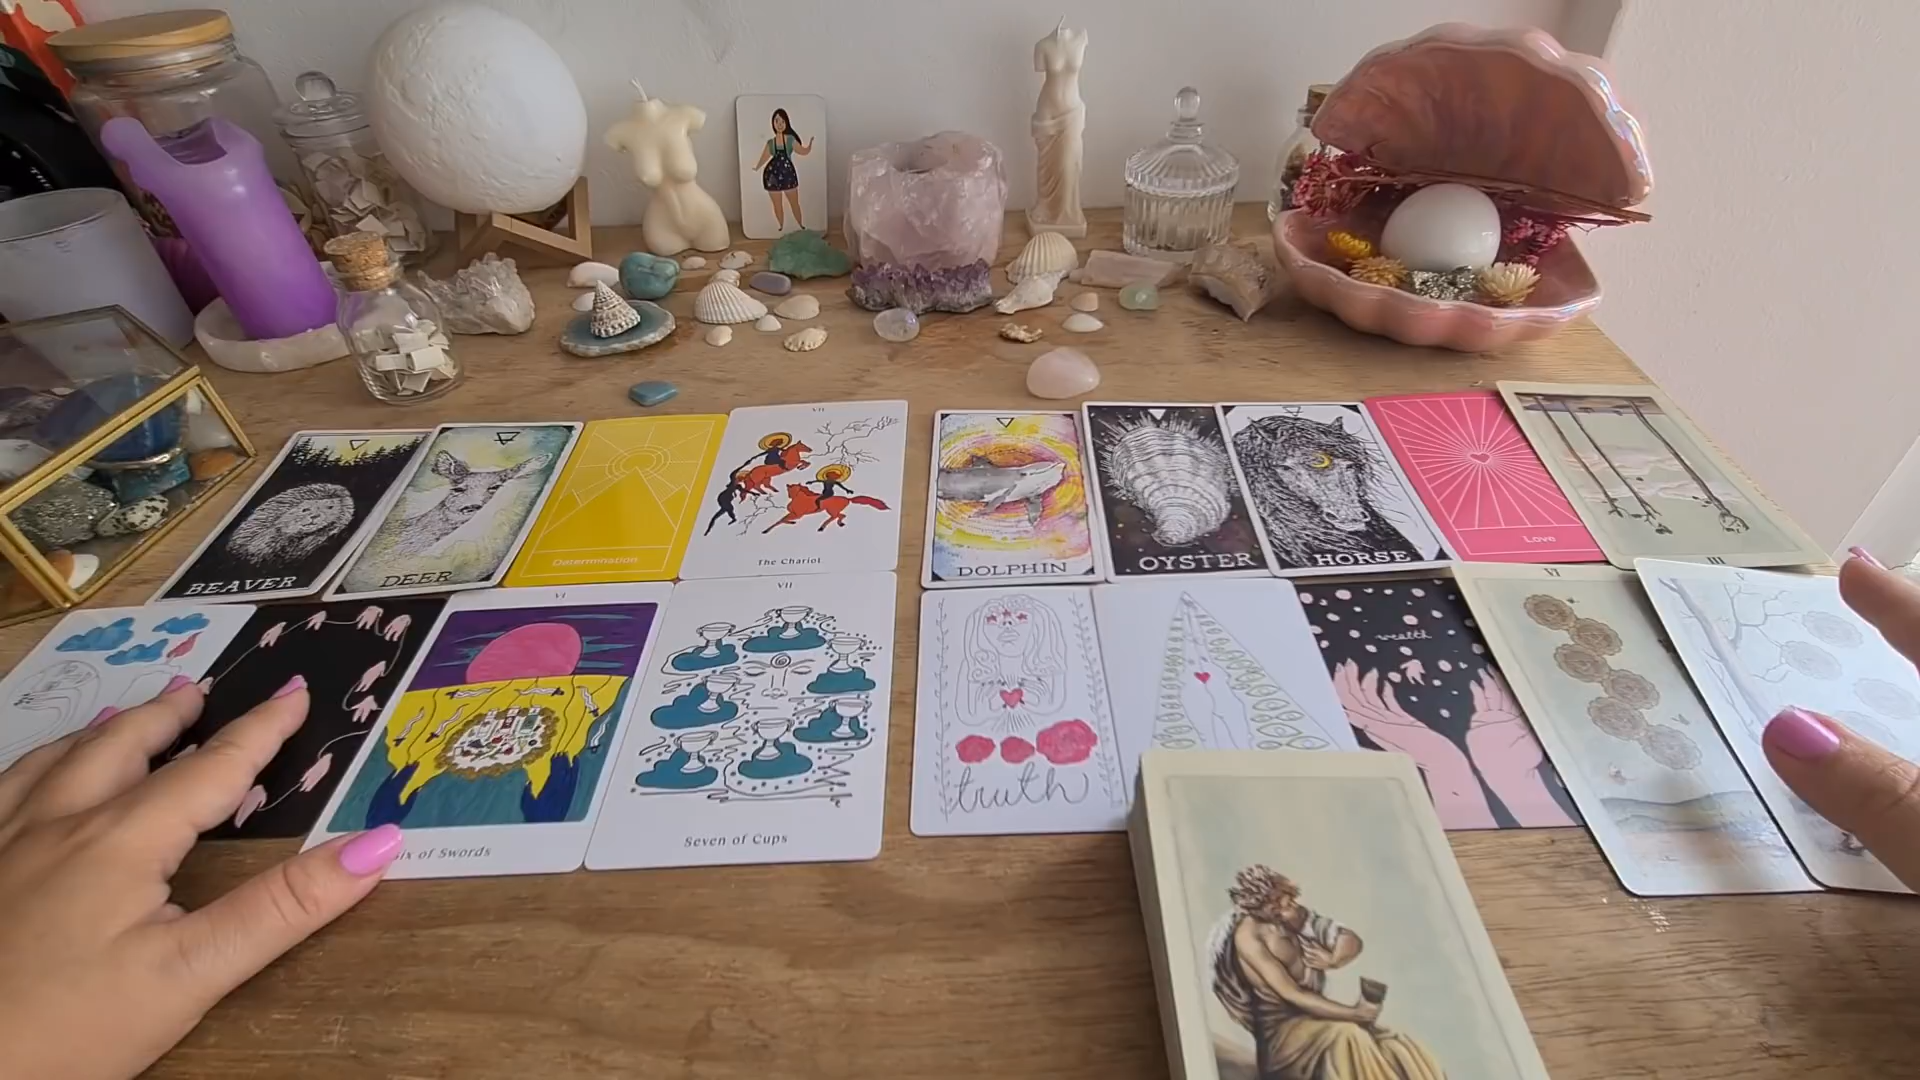 VII
BEAVER
DEER
Determination
The Chariot
DOLPHIN
OYSTER
HORSE
Love
III
VI
VII
VI
V
wealth
truth
Six of Swords
Seven of Cups